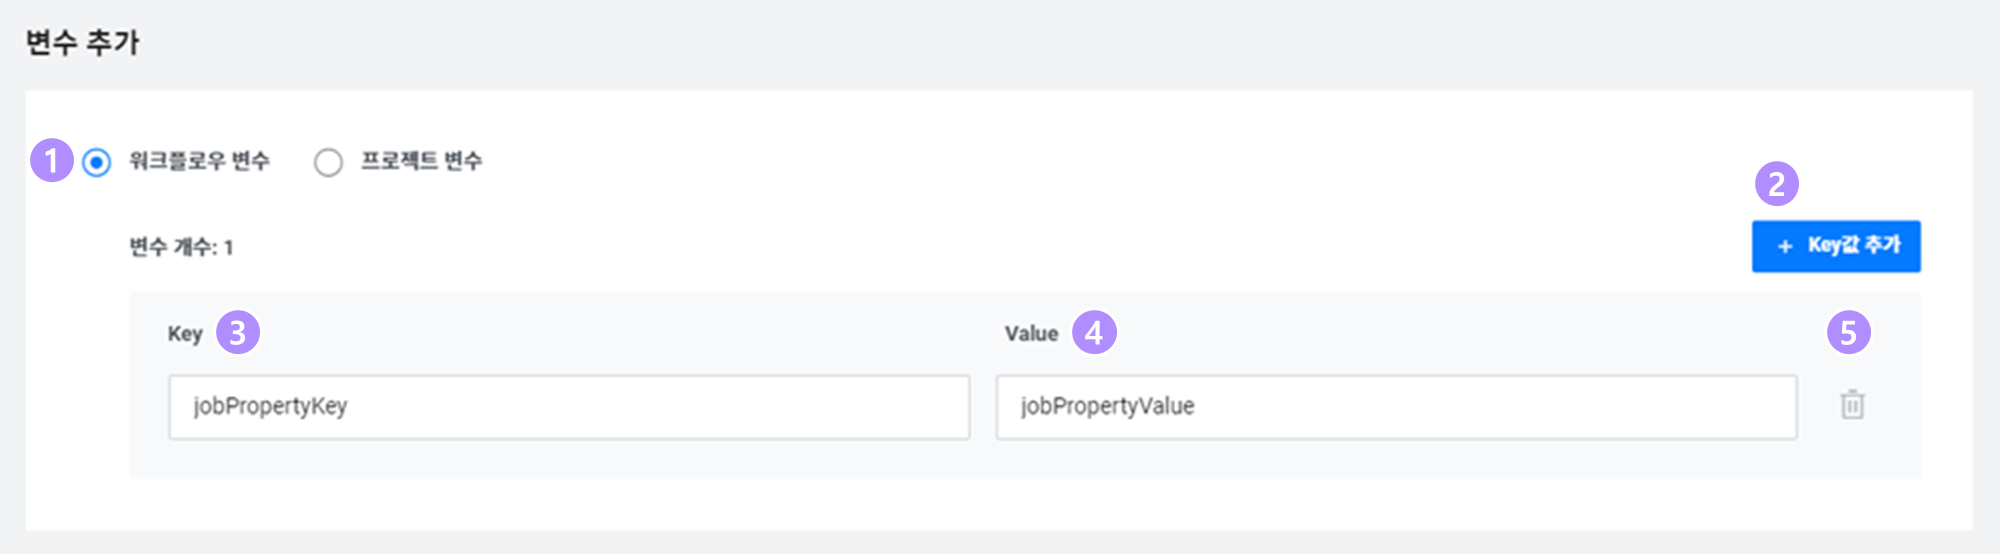 변수 추가
1 워크플로우 변수 프로젝트 변수
2
변수 개수: 1
+ Key값 추가
Key 3 Value 4 5
jobPropertyKey jobPropertyValue